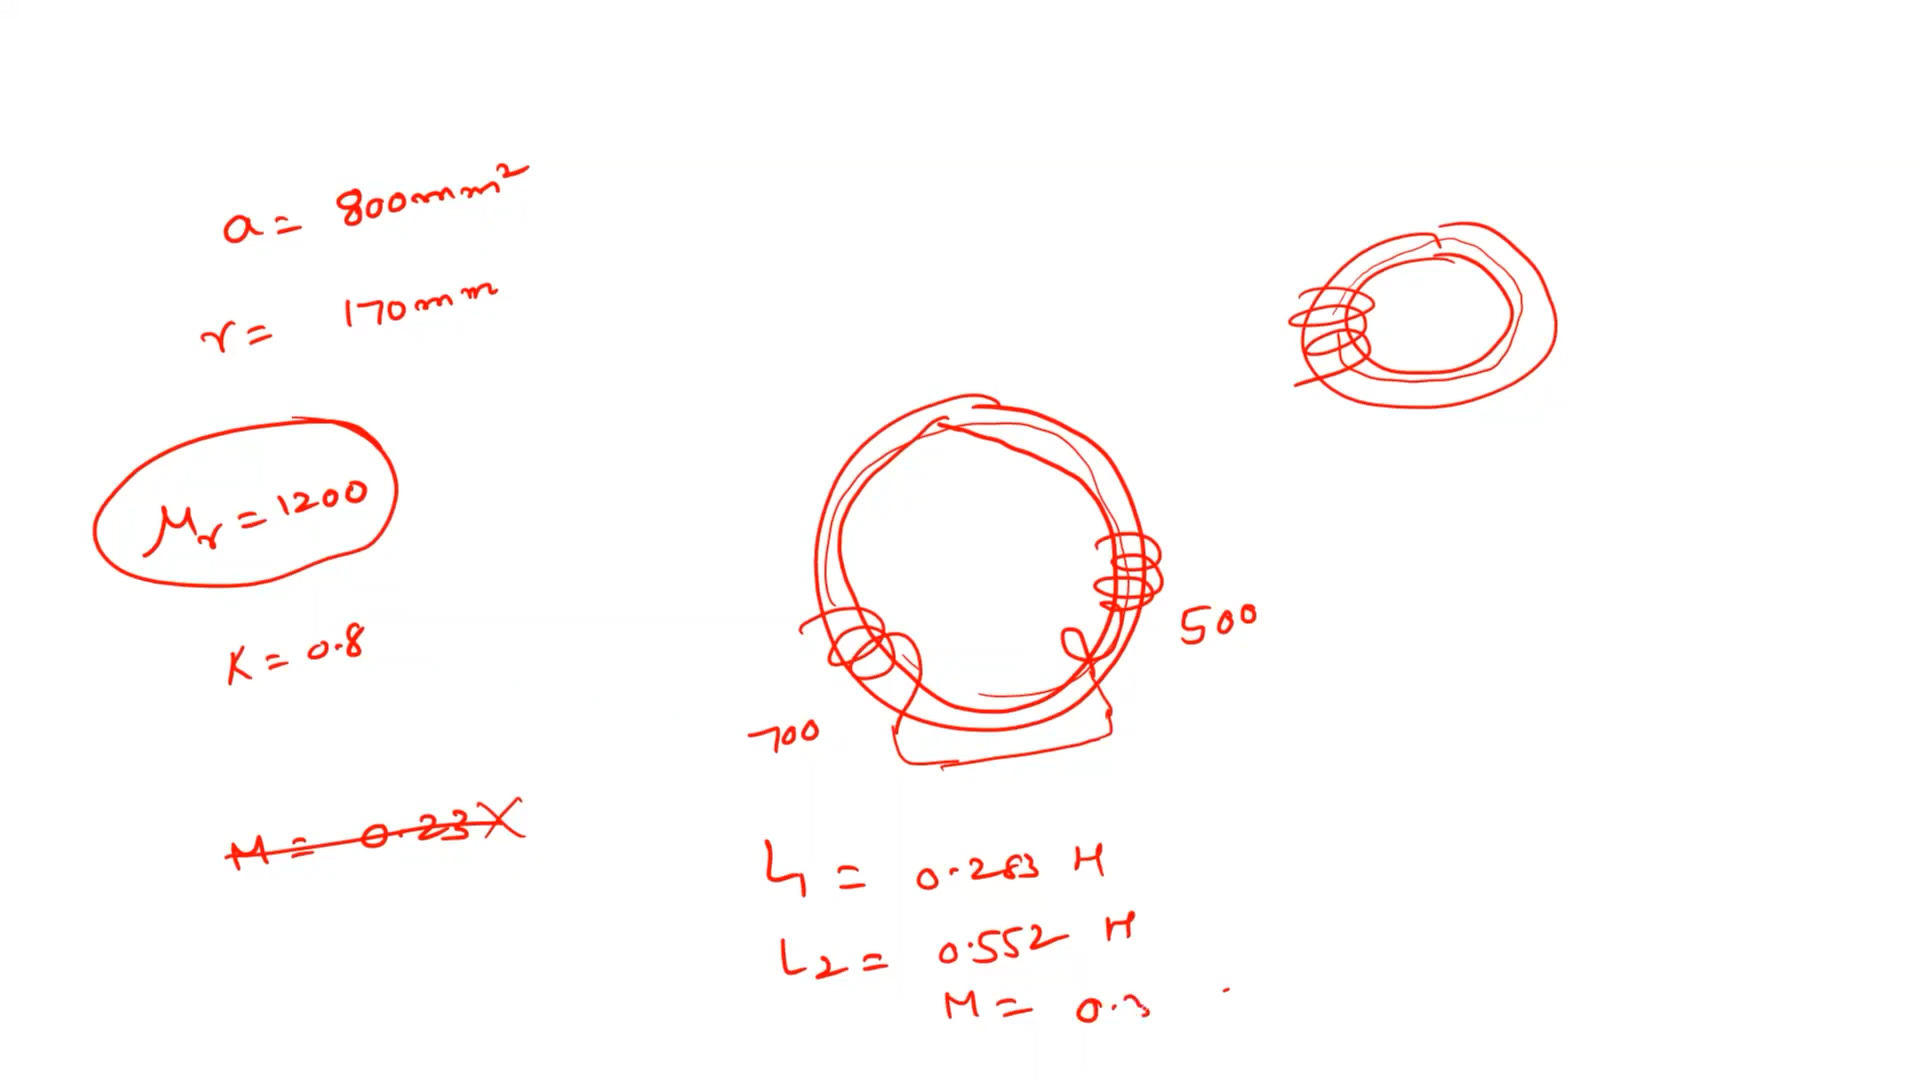 a = 800mm²
r = 170mm
μr = 1200
K = 0.8
500
700
M = 0.23
L1 = 0.283 H
L2 = 0.552 H
M = 0.3